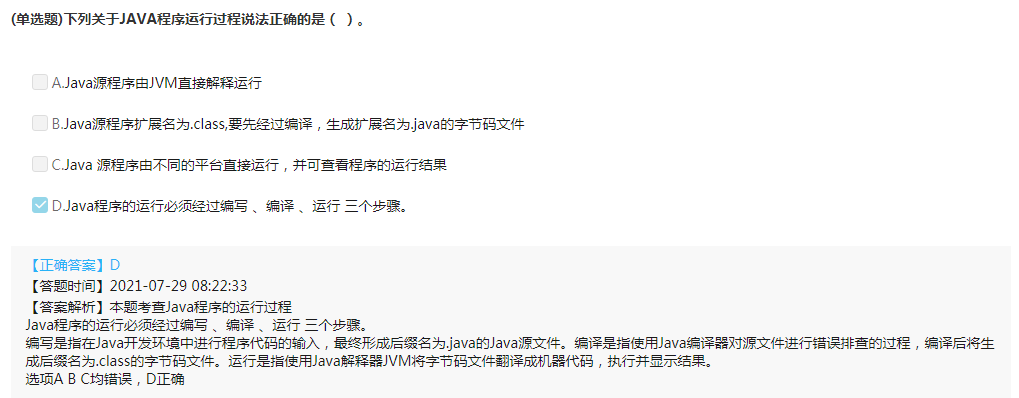 (单选题)下列关于JAVA程序运行过程说法正确的是（ ）。
A.Java源程序由JVM直接解释运行
B.Java源程序扩展名为.class,要先经过编译，生成扩展名为.java的字节码文件
C.Java 源程序由不同的平台直接运行，并可查看程序的运行结果
D.Java程序的运行必须经过编写 、编译 、运行 三个步骤。
【正确答案】D
【答题时间】2021-07-29 08:22:33
【答案解析】本题考查Java程序的运行过程
Java程序的运行必须经过编写 、编译 、运行 三个步骤。
编写是指在Java开发环境中进行程序代码的输入，最终形成后缀名为.java的Java源文件。编译是指使用Java编译器对源文件进行错误排查的过程，编译后将生
成后缀名为.class的字节码文件。运行是指使用Java解释器JVM将字节码文件翻译成机器代码，执行并显示结果。
选项A B C均错误，D正确